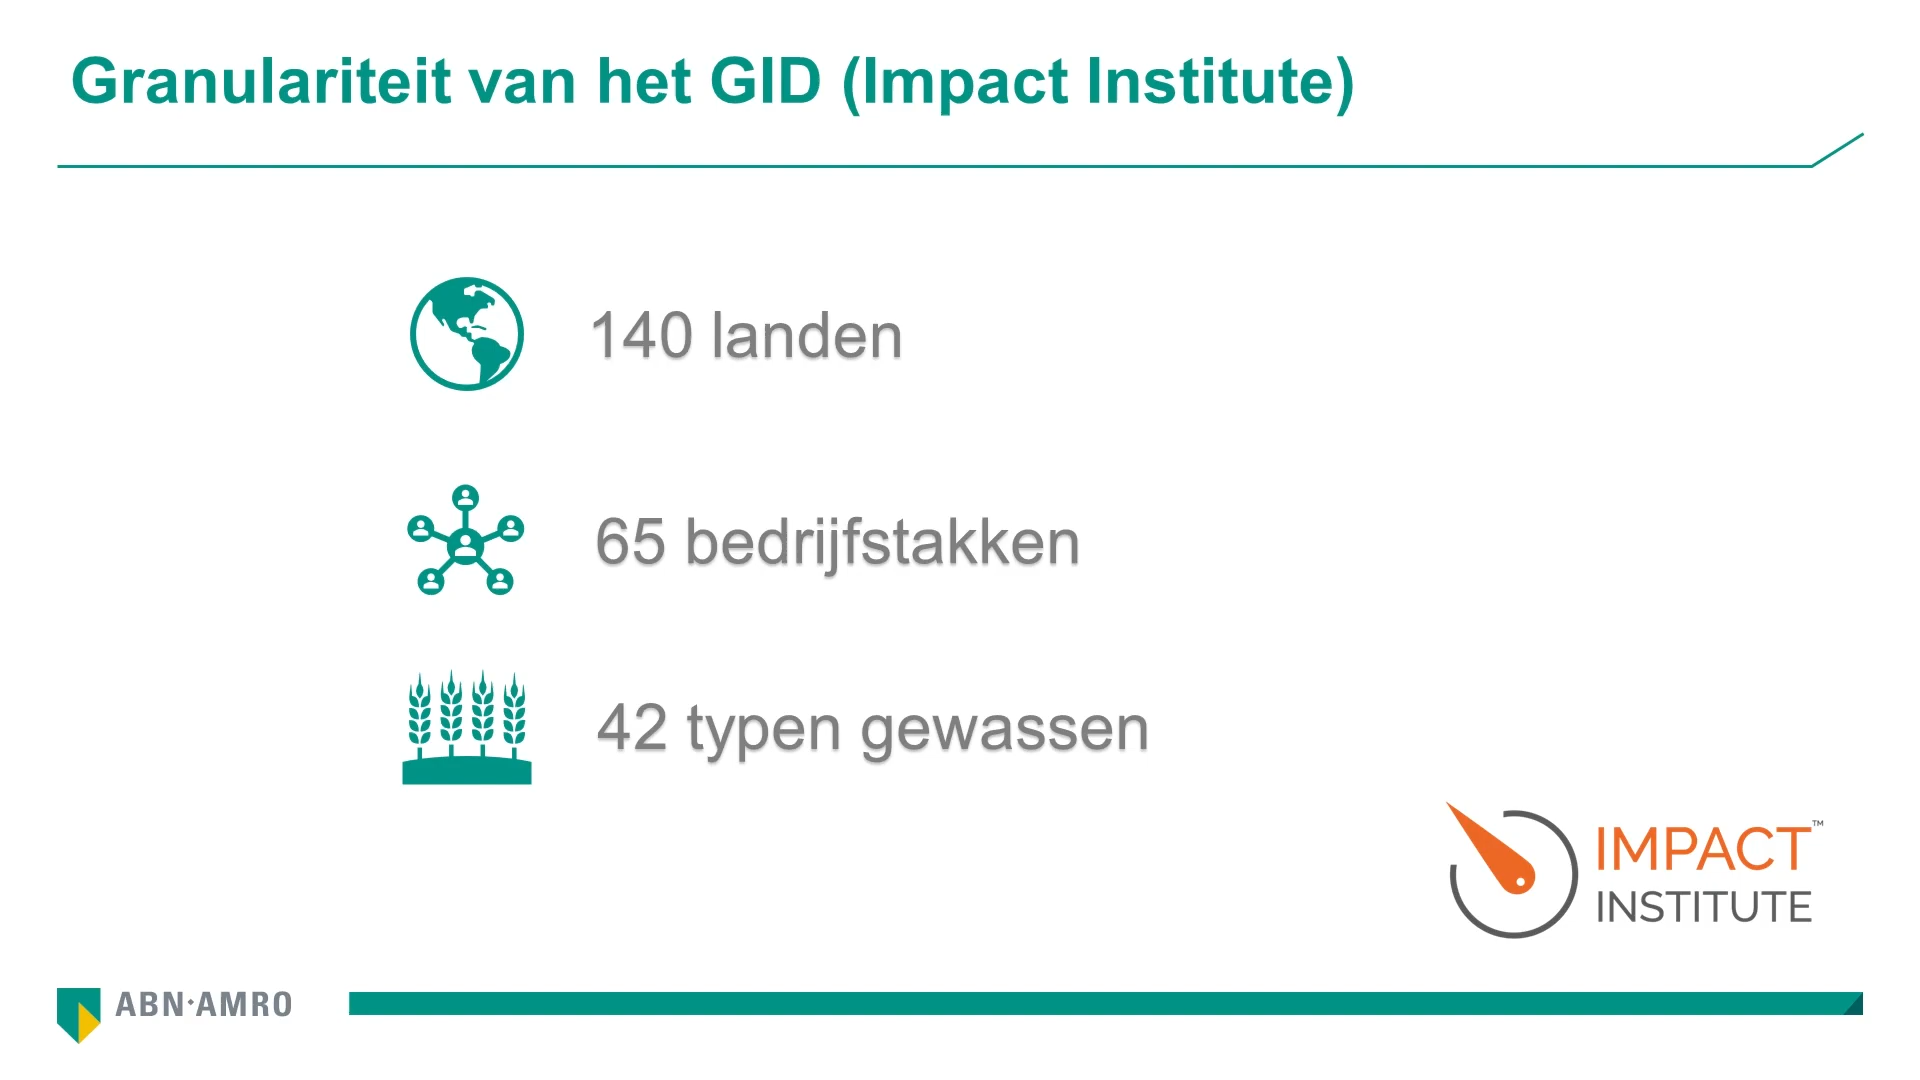 Granulariteit van het GID (Impact Institute)
140 landen
65 bedrijfstakken
42 typen gewassen
IMPACT™
INSTITUTE
ABN·AMRO